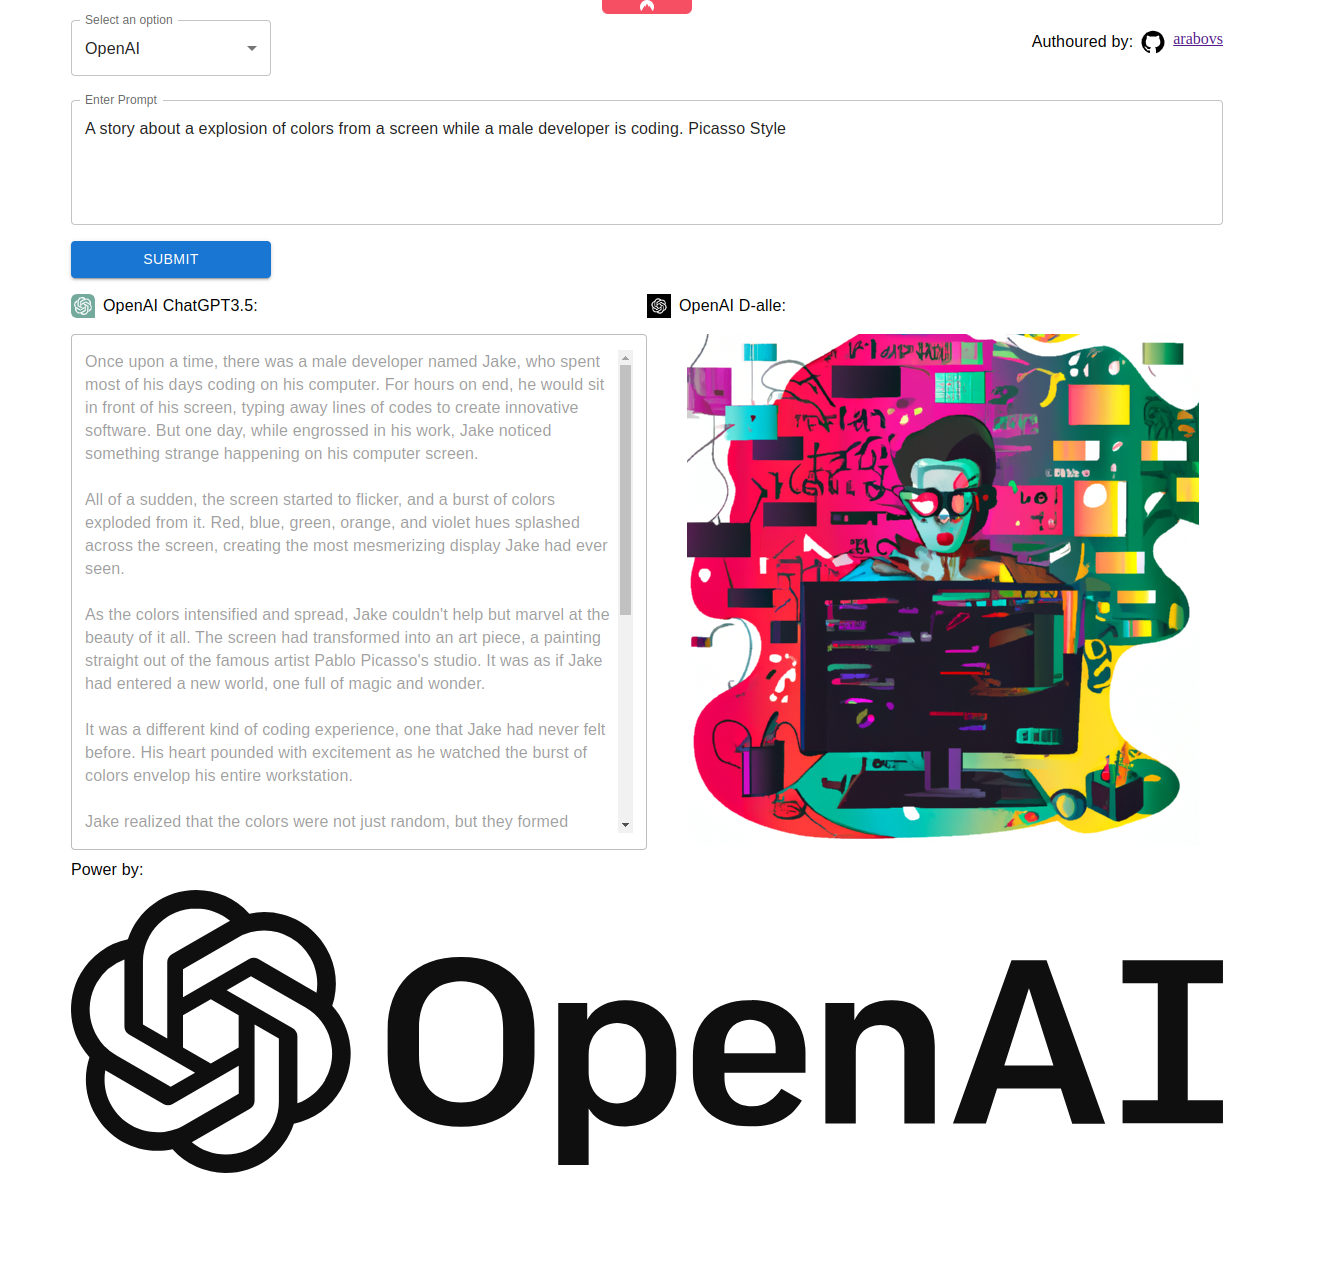 Select an option
OpenAI
Authoured by: arabovs
Enter Prompt
A story about a explosion of colors from a screen while a male developer is coding. Picasso Style
SUBMIT
OpenAI ChatGPT3.5:
OpenAI D-alle:
Once upon a time, there was a male developer named Jake, who spent
most of his days coding on his computer. For hours on end, he would sit
in front of his screen, typing away lines of codes to create innovative
software. But one day, while engrossed in his work, Jake noticed
something strange happening on his computer screen.
All of a sudden, the screen started to flicker, and a burst of colors
exploded from it. Red, blue, green, orange, and violet hues splashed
across the screen, creating the most mesmerizing display Jake had ever
seen.
As the colors intensified and spread, Jake couldn't help but marvel at the
beauty of it all. The screen had transformed into an art piece, a painting
straight out of the famous artist Pablo Picasso's studio. It was as if Jake
had entered a new world, one full of magic and wonder.
It was a different kind of coding experience, one that Jake had never felt
before. His heart pounded with excitement as he watched the burst of
colors envelop his entire workstation.
Jake realized that the colors were not just random, but they formed
Power by:
OpenAI